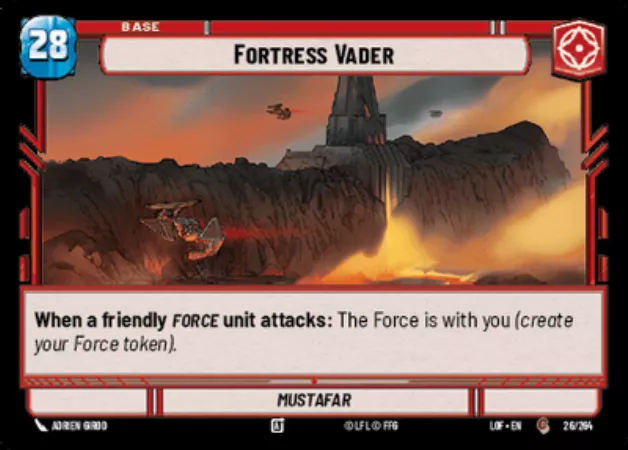 28
BASE
FORTRESS VADER
When a friendly FORCE unit attacks: The Force is with you (create
your Force token).
MUSTAFAR
ADRIEN GIROD
©LFL © FFG
LOF • EN
26/264